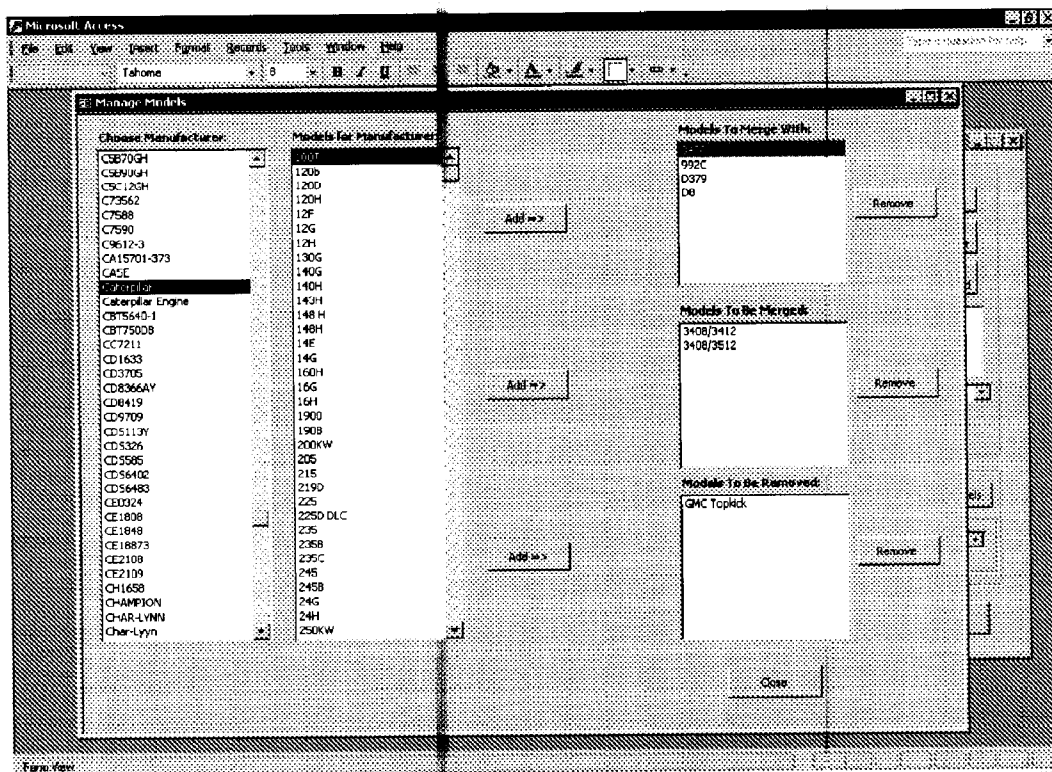 Microsoft Access
File Edit View Insert Format Records Tools Window Help
Type a question for help
Tahoma 8 B I U
Manage Models
Choose Manufacturer:
C5B70GH
C5B90GH
C5C12GH
C73562
C7588
C7590
C9612-3
CA15701-373
CASE
Caterpillar
Caterpillar Engine
CBT5640-1
CBT7500B
CC7211
CD1633
CD3705
CD8366AY
CD8419
CD9709
CD5113Y
CD5326
CD5585
CD56402
CD56483
CE0324
CE1808
CE1848
CE18873
CE2108
CE2109
CH1658
CHAMPION
CHAR-LYNN
Char-Lyyn
Models for Manufacturer:
120b
120D
120H
12F
12G
12H
130G
140G
140H
143H
148 H
148H
14E
14G
160H
16G
16H
1900
190B
200KW
205
215
219D
225
225D DLC
235
235B
235C
245
245B
24G
24H
250KW
Add ==>
Add ==>
Add ==>
Models To Merge With:
992C
D379
D8
Remove
Models To Be Merged:
3408/3412
3408/3512
Remove
Models To Be Removed:
GMC Topkick
Remove
Close
Form View